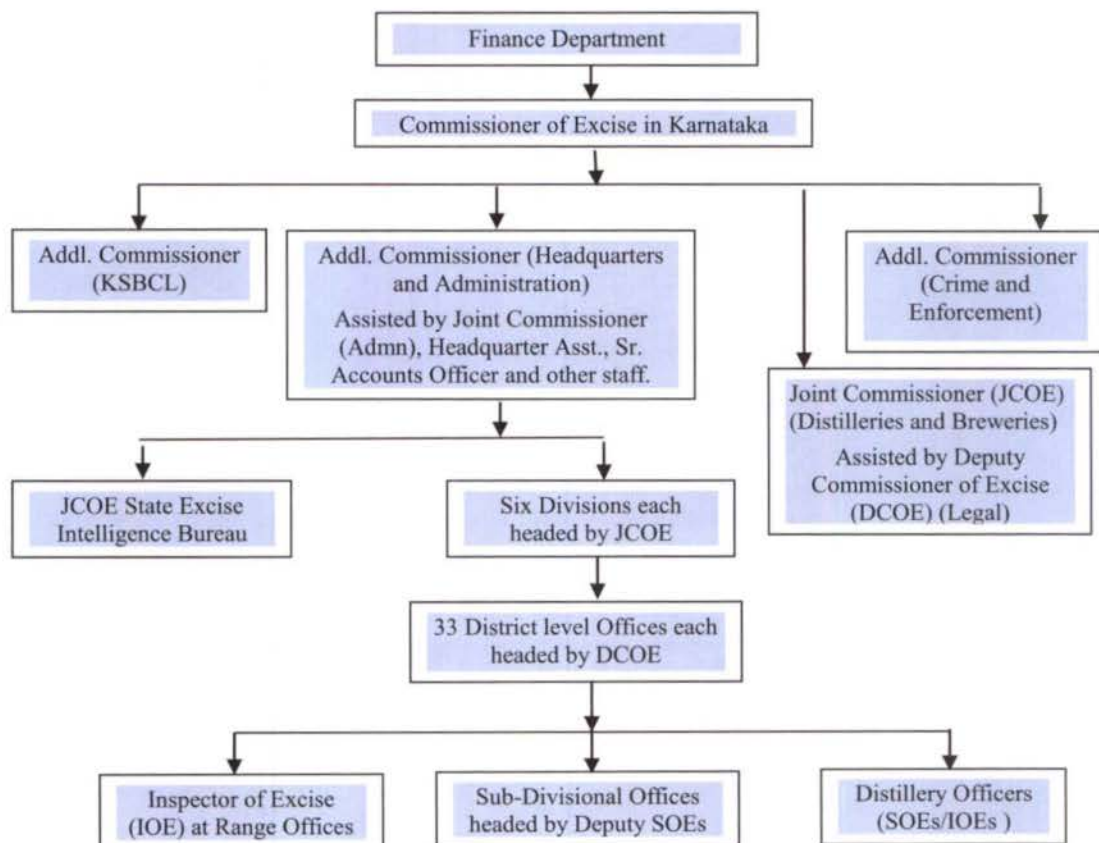 Finance Department
Commissioner of Excise in Karnataka
Addl. Commissioner
(KSBCL)
Addl. Commissioner (Headquarters
and Administration)
Assisted by Joint Commissioner
(Admn), Headquarter Asst., Sr.
Accounts Officer and other staff.
Addl. Commissioner
(Crime and
Enforcement)
Joint Commissioner (JCOE)
(Distilleries and Breweries)
Assisted by Deputy
Commissioner of Excise
(DCOE) (Legal)
JCOE State Excise
Intelligence Bureau
Six Divisions each
headed by JCOE
33 District level Offices each
headed by DCOE
Inspector of Excise
(IOE) at Range Offices
Sub-Divisional Offices
headed by Deputy SOEs
Distillery Officers
(SOEs/IOEs )